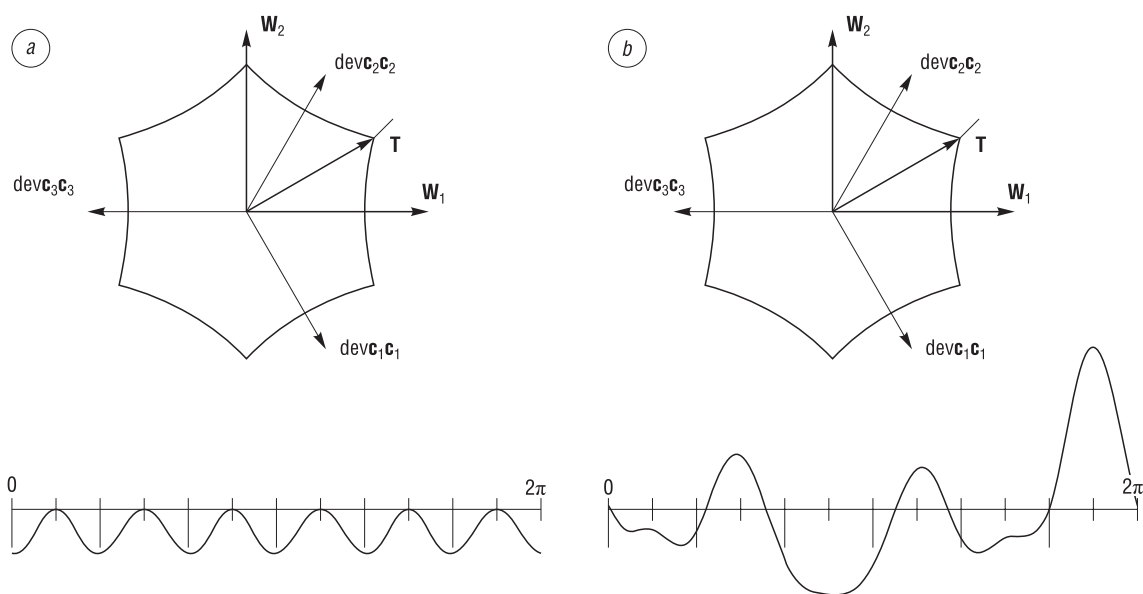 a
W₂
devc₂c₂
T
devc₃c₃
W₁
devc₁c₁
0
2π
b
W₂
devc₂c₂
T
devc₃c₃
W₁
devc₁c₁
0
2π